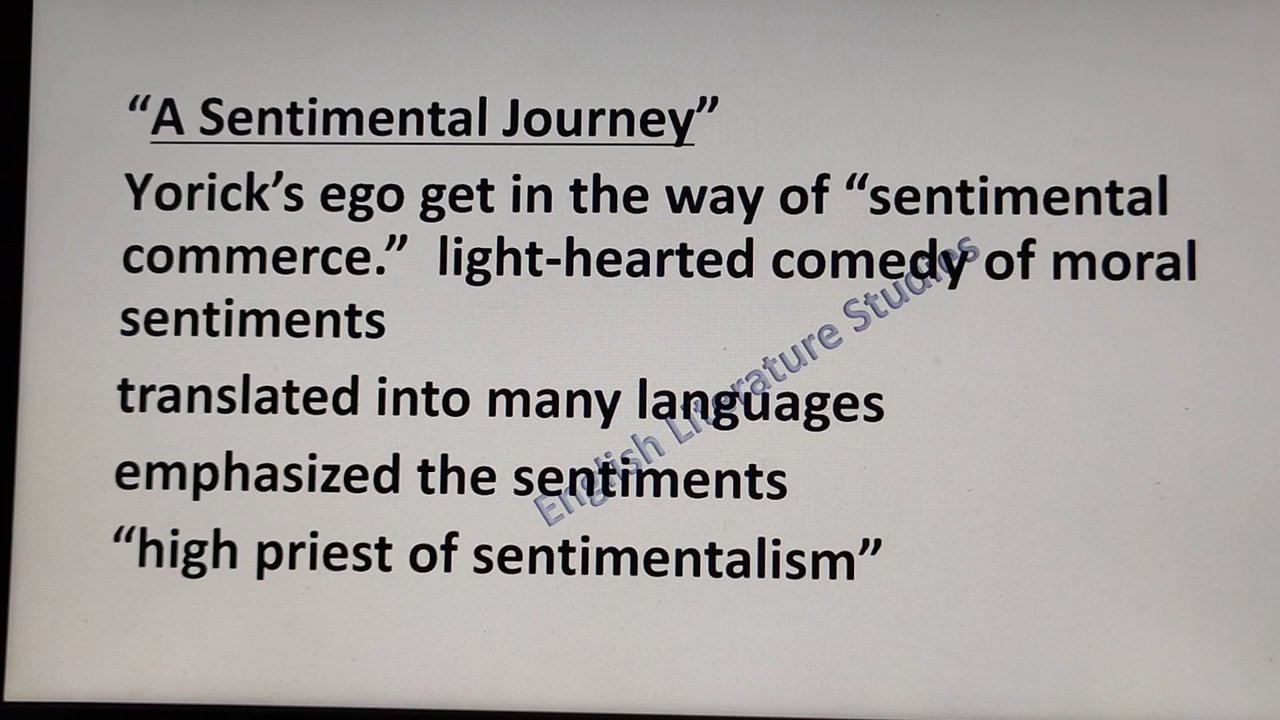 “A Sentimental Journey”
Yorick’s ego get in the way of “sentimental
commerce.”  light-hearted comedy of moral
sentiments
translated into many languages
emphasized the sentiments
“high priest of sentimentalism”
English Literature Studies